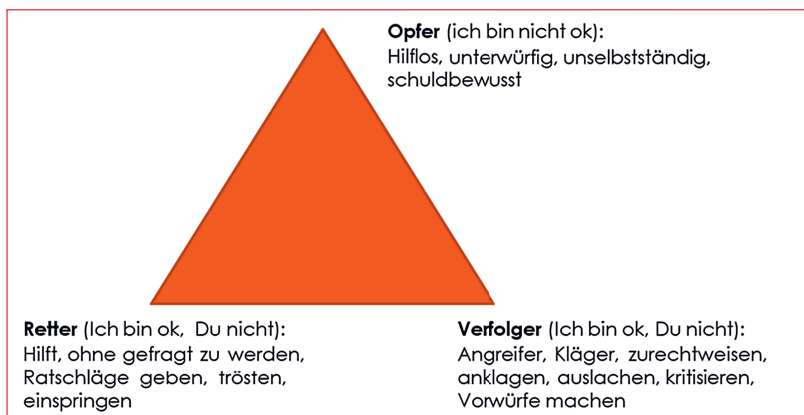 Opfer (ich bin nicht ok):
Hilflos, unterwürfig, unselbstständig,
schuldbewusst
Retter (Ich bin ok, Du nicht):
Hilft, ohne gefragt zu werden,
Ratschläge geben, trösten,
einspringen
Verfolger (Ich bin ok, Du nicht):
Angreifer, Kläger, zurechtweisen,
anklagen, auslachen, kritisieren,
Vorwürfe machen